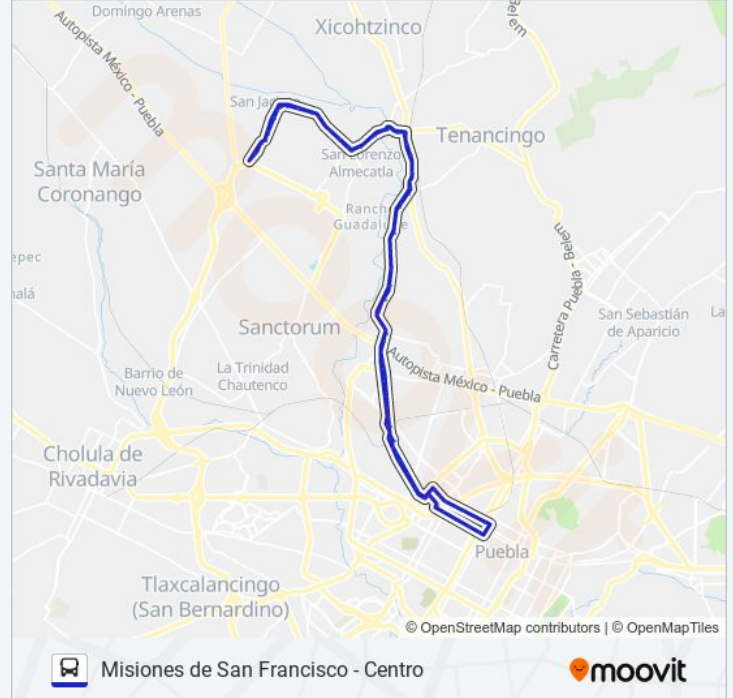 Domingo Arenas
Belem
Xicohtzinco
Autopista México - Puebla
San Ja
Tenancingo
San Lorenzo
Almecatla
Santa María
Coronango
Ranch
Guadalupe
Carretera Puebla - Belem
epec
nalá
San Sebastián
de Aparicio
La
Sanctorum
Autopista México - Puebla
Barrio de
Nuevo León
La Trinidad
Chautenco
Cholula de
Rivadavia
Puebla
Tlaxcalancingo
(San Bernardino)
© OpenStreetMap contributors | © OpenMapTiles
Misiones de San Francisco - Centro
moovit